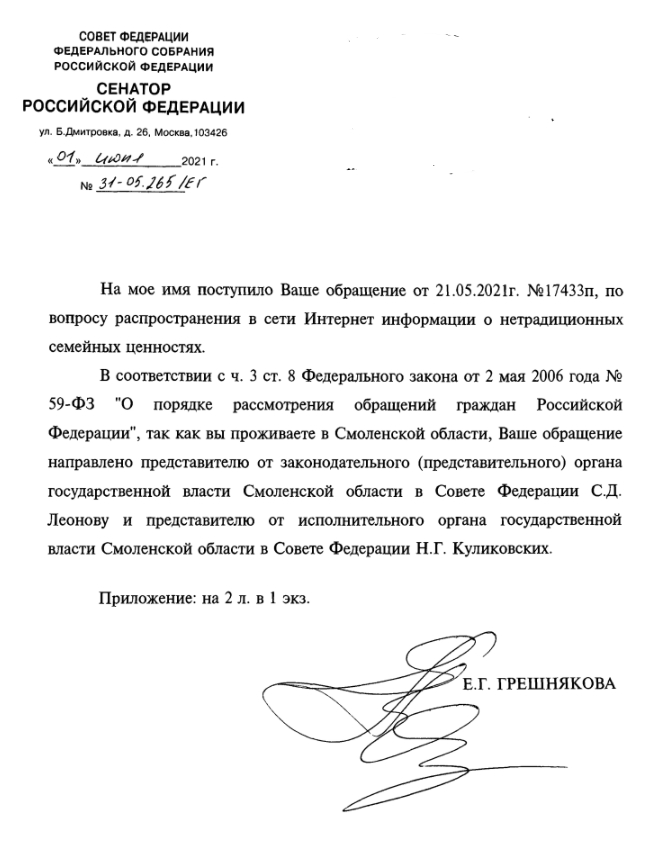 СОВЕТ ФЕДЕРАЦИИ
ФЕДЕРАЛЬНОГО СОБРАНИЯ
РОССИЙСКОЙ ФЕДЕРАЦИИ
СЕНАТОР
РОССИЙСКОЙ ФЕДЕРАЦИИ
ул. Б.Дмитровка, д. 26, Москва, 103426
«01» июня 2021 г.
№ 31-05.265/ЕГ
На мое имя поступило Ваше обращение от 21.05.2021г. №17433п, по
вопросу распространения в сети Интернет информации о нетрадиционных
семейных ценностях.
В соответствии с ч. 3 ст. 8 Федерального закона от 2 мая 2006 года №
59-ФЗ "О порядке рассмотрения обращений граждан Российской
Федерации", так как вы проживаете в Смоленской области, Ваше обращение
направлено представителю от законодательного (представительного) органа
государственной власти Смоленской области в Совете Федерации С.Д.
Леонову и представителю от исполнительного органа государственной
власти Смоленской области в Совете Федерации Н.Г. Куликовских.
Приложение: на 2 л. в 1 экз.
Е.Г. ГРЕШНЯКОВА